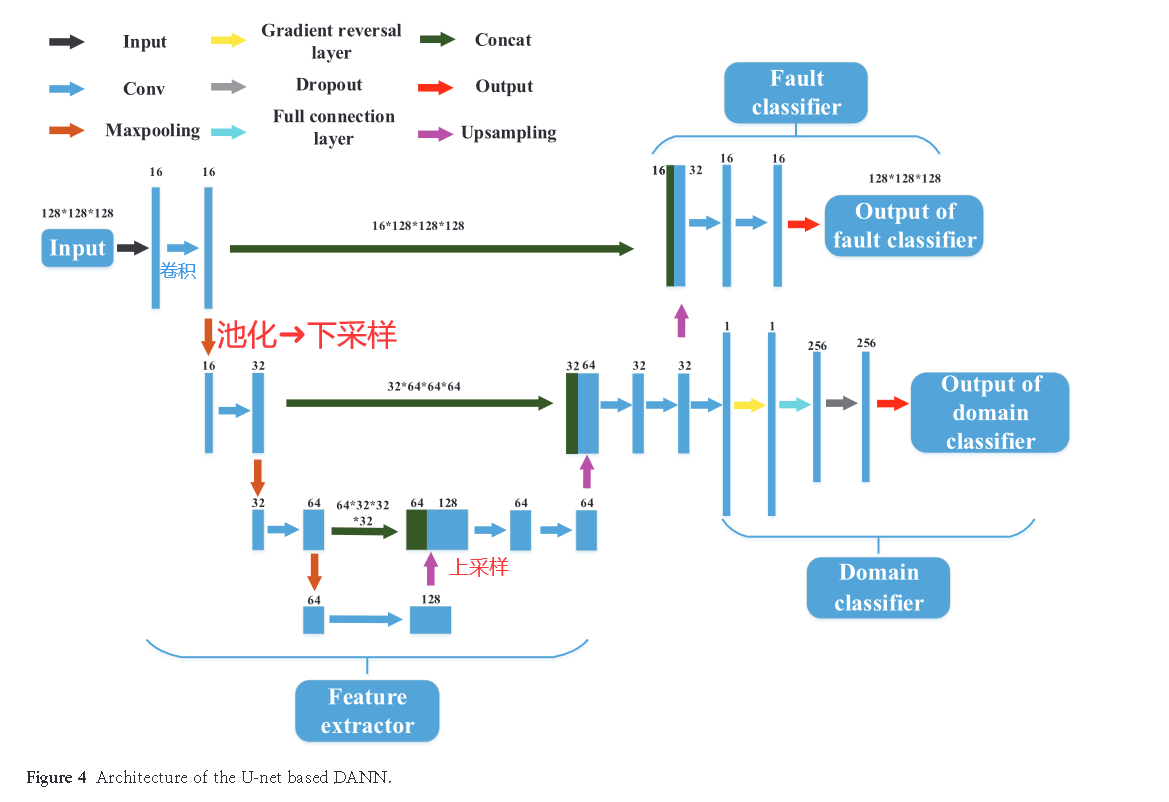 Input
Gradient reversal
layer
Concat
Conv
Dropout
Output
Maxpooling
Full connection
layer
Upsampling
Fault
classifier
16
16
16
32
16
16
128*128*128
128*128*128
Input
卷积
16*128*128*128
Output of
fault classifier
池化→下采样
16
32
32*64*64*64
32
64
32
32
1
1
256
256
Output of
domain
classifier
32
64
64*32*32
*32
64
128
64
64
上采样
64
128
Domain
classifier
Feature
extractor
Figure 4 Architecture of the U-net based DANN.